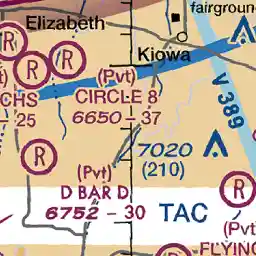 fairground
Elizabeth
Kiowa
R
R
R
(Pvt)
CIRCLE 8
6650 - 37
CHS
- 25
V 389
R
7020
(210)
(Pvt)
D BAR D
6752 - 30
TAC
R
(Pvt)
FLYING